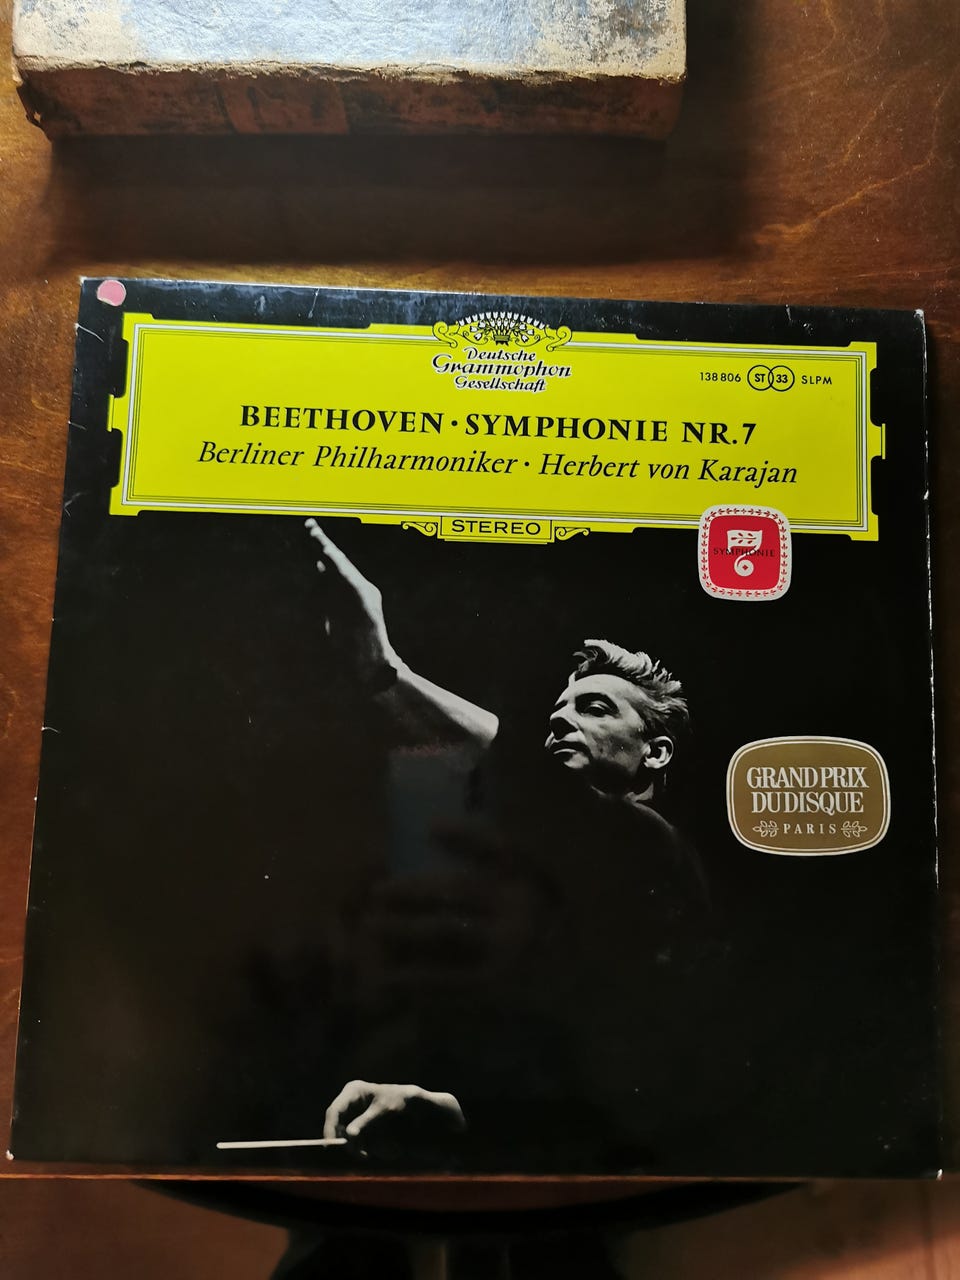 Deutsche
Grammophon
Gesellschaft
138 806 ST 33 SLPM
BEETHOVEN · SYMPHONIE NR. 7
Berliner Philharmoniker · Herbert von Karajan
STEREO
7
SYMPHONIE
GRAND PRIX
DU DISQUE
PARIS